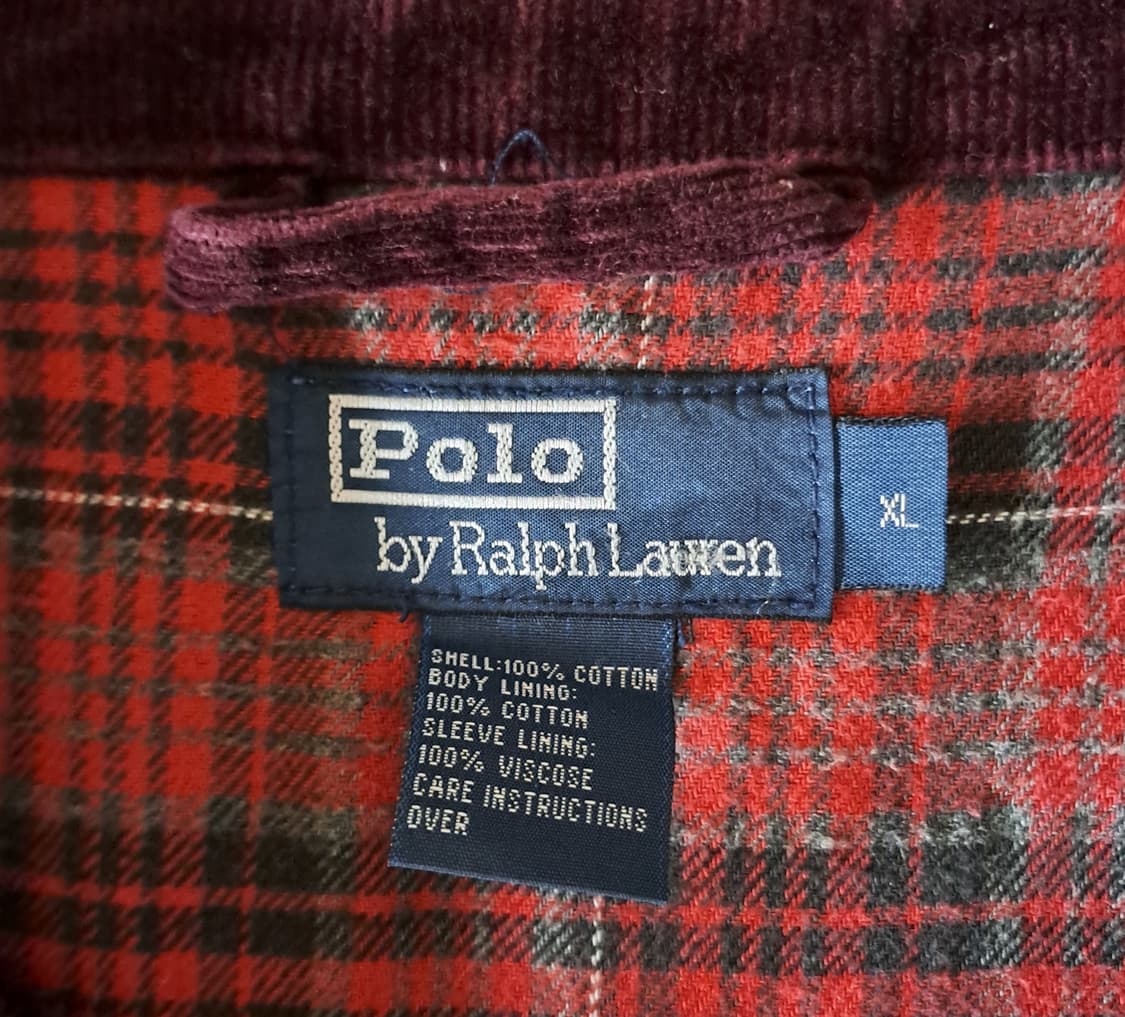 Polo
by Ralph Lauren
XL
SHELL:100% COTTON
BODY LINING:
100% COTTON
SLEEVE LINING:
100% VISCOSE
CARE INSTRUCTIONS
OVER